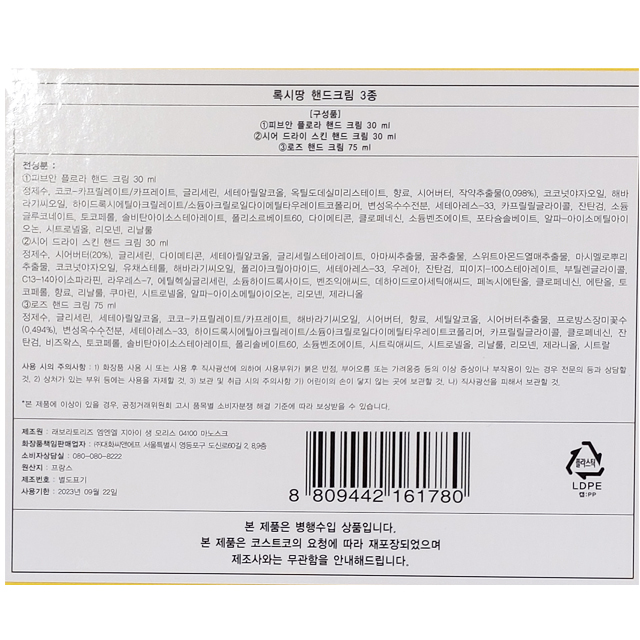 록시땅 핸드크림 3종
[구성품]
①피브안 플로라 핸드 크림 30 ml
②시어 드라이 스킨 핸드 크림 30 ml
③로즈 핸드 크림 75 ml
전성분 :
①피브안 플로라 핸드 크림 30 ml
정제수, 코코-카프릴레이트/카프레이트, 글리세린, 세테아릴알코올, 옥틸도데실미리스테이트, 향료, 시어버터, 작약추출물(0.098%), 코코넛야자오일, 해바
라기씨오일, 하이드록시에틸아크릴레이트/소듐아크릴로일다이메틸타우레이트코폴리머, 변성옥수수전분, 세테아레스-33, 카프릴릴글라이콜, 잔탄검, 소듐
글루코네이트, 토코페롤, 솔비탄아이소스테아레이트, 폴리소르베이트60, 다이메티콘, 클로페네신, 소듐벤조에이트, 포타슘솔베이트, 알파-아이소메틸아이
오논, 시트로넬올, 리모넨, 리날룰
②시어 드라이 스킨 핸드 크림 30 ml
정제수, 시어버터(20%), 글리세린, 다이메티콘, 세테아릴알코올, 글리세릴스테아레이트, 아마씨추출물, 꿀추출물, 스위트아몬드열매추출물, 마시멜로뿌리
추출물, 코코넛야자오일, 유채스테롤, 해바라기씨오일, 폴리아크릴아마이드, 세테아레스-33, 우레아, 잔탄검, 피이지-100스테아레이트, 부틸렌글라이콜,
C13-14아이소파라핀, 라우레스-7, 에틸헥실글리세린, 소듐하이드록사이드, 벤조익애씨드, 데하이드로아세틱애씨드, 페녹시에탄올, 클로페네신, 에탄올, 토
코페롤, 향료, 리날룰, 쿠마린, 시트로넬올, 알파-아이소메틸아이오논, 리모넨, 제라니올
③로즈 핸드 크림 75 ml
정제수, 글리세린, 세테아릴알코올, 코코-카프릴레이트/카프레이트, 해바라기씨오일, 시어버터, 향료, 세틸알코올, 시어버터추출물, 프로방스장미꽃수
(0.494%), 변성옥수수전분, 세테아레스-33, 하이드록시에틸아크릴레이트/소듐아크릴로일다이메틸타우레이트코폴리머, 카프릴릴글라이콜, 클로페네신, 잔
탄검, 비즈왁스, 토코페롤, 솔비탄아이소스테아레이트, 폴리솔베이트60, 소듐벤조에이트, 시트릭애씨드, 시트로넬올, 리날룰, 리모넨, 제라니올, 시트랄
사용 시의 주의사항 : 1) 화장품 사용 시 또는 사용 후 직사광선에 의하여 사용부위가 붉은 반점, 부어오름 또는 가려움증 등의 이상 증상이나 부작용이 있는 경우 전문의 등과 상담할
것, 2) 상처가 있는 부위 등에는 사용을 자제할 것, 3) 보관 및 취급 시의 주의사항 가) 어린이의 손이 닿지 않는 곳에 보관할 것, 나) 직사광선을 피해서 보관할 것.
*본 제품에 이상이 있을 경우, 공정거래위원회 고시 품목별 소비자분쟁 해결 기준에 따라 보상받을 수 있습니다.
제조원 : 래보라토리즈 엠엔엘 지아이 생 모리스 04100 마노스크
화장품책임판매업자 : ㈜대화씨앤에프 서울특별시 영등포구 도신로60길 2, 8,9층
소비자상담실 : 080-080-8222
원산지 : 프랑스
제조번호 : 별도표기
사용기한 : 2023년 09월 22일
8 809442 161780
플라스틱
LDPE
캡:PP
본 제품은 병행수입 상품입니다.
본 제품은 코스트코의 요청에 따라 재포장되었으며
제조사와는 무관함을 안내해드립니다.